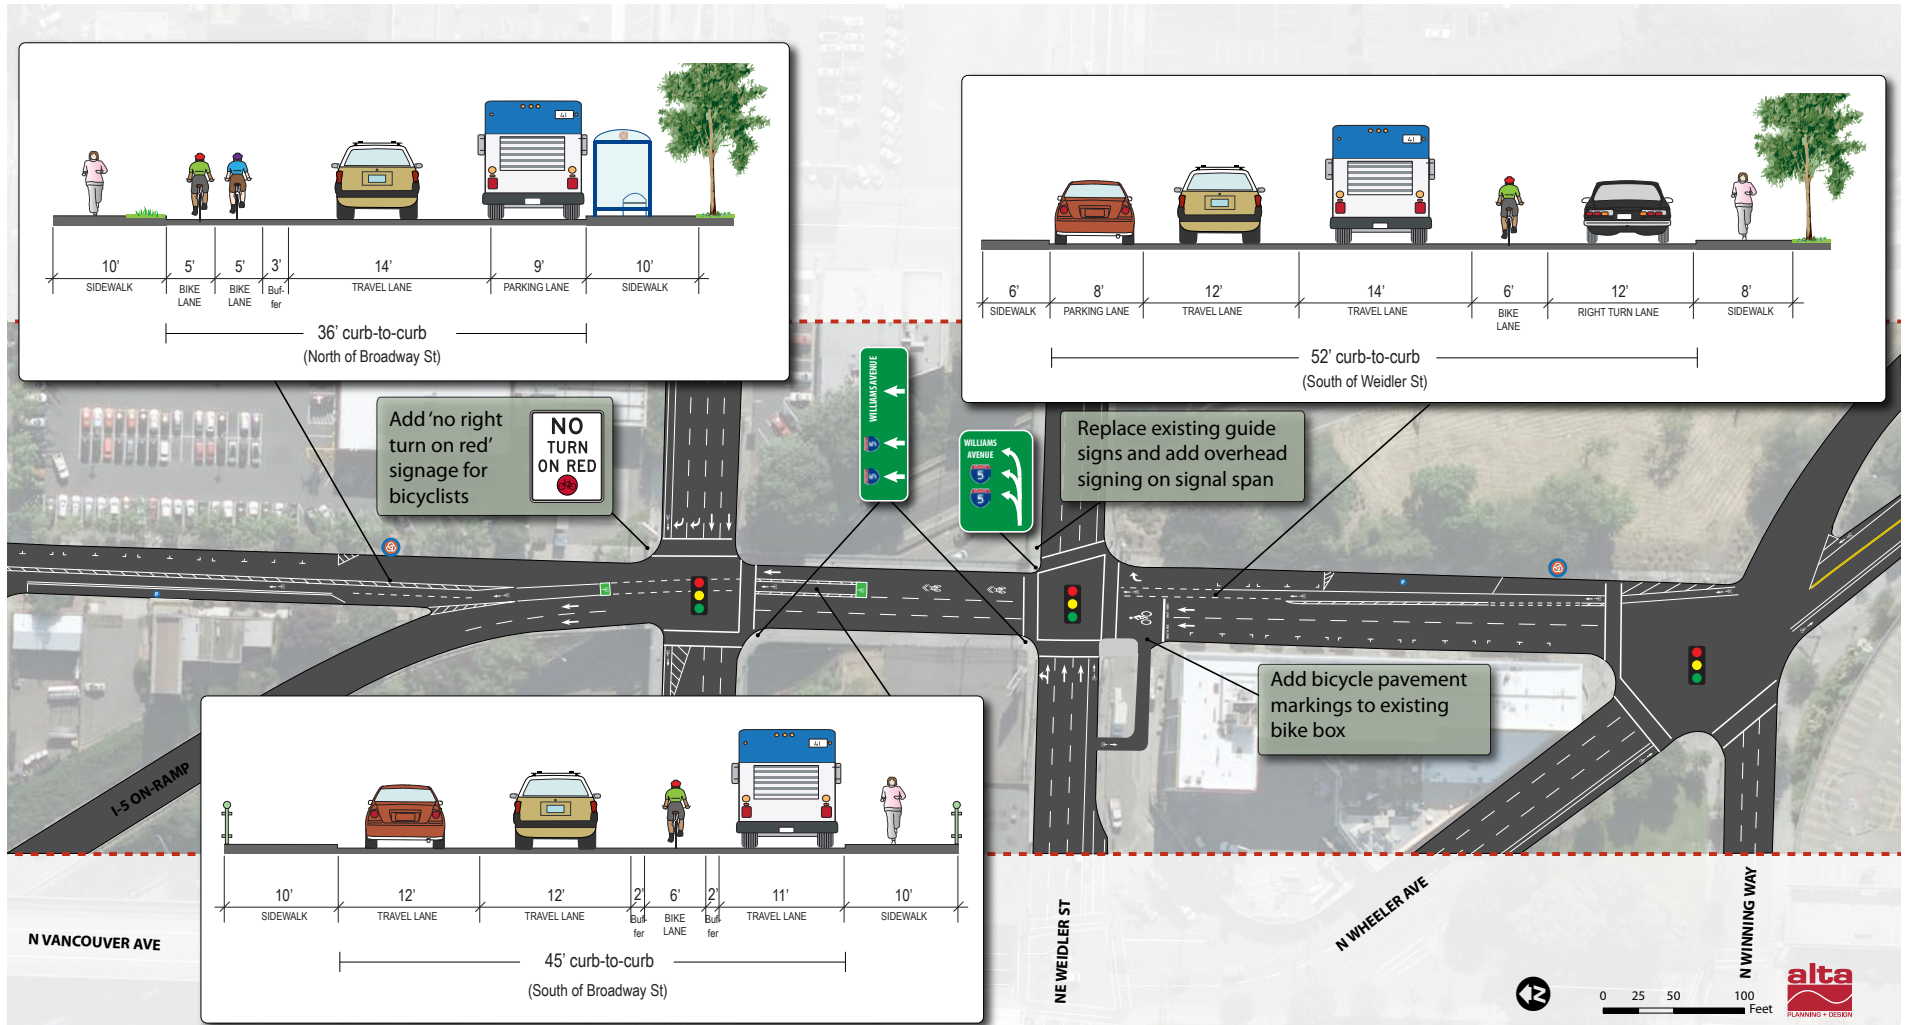 41
10’
5’
5’
3’
14’
9’
10’
SIDEWALK
BIKE
LANE
BIKE
LANE
Buf-
fer
TRAVEL LANE
PARKING LANE
SIDEWALK
36’ curb-to-curb
(North of Broadway St)
41
6’
8’
12’
14’
6’
12’
8’
SIDEWALK
PARKING LANE
TRAVEL LANE
TRAVEL LANE
BIKE
LANE
RIGHT TURN LANE
SIDEWALK
52’ curb-to-curb
(South of Weidler St)
Add ‘no right
turn on red’
signage for
bicyclists
NO
TURN
ON RED
WILLIAMS AVENUE
5
5
WILLIAMS
AVENUE
5
5
Replace existing guide
signs and add overhead
signing on signal span
Add bicycle pavement
markings to existing
bike box
I-5 ON-RAMP
41
10’
12’
12’
2’
6’
2’
11’
10’
SIDEWALK
TRAVEL LANE
TRAVEL LANE
Buf-
fer
BIKE
LANE
Buf-
fer
TRAVEL LANE
SIDEWALK
45’ curb-to-curb
(South of Broadway St)
N VANCOUVER AVE
NE WEIDLER ST
N WHEELER AVE
N WINNING WAY
N
0 25 50 100
Feet
alta
PLANNING + DESIGN